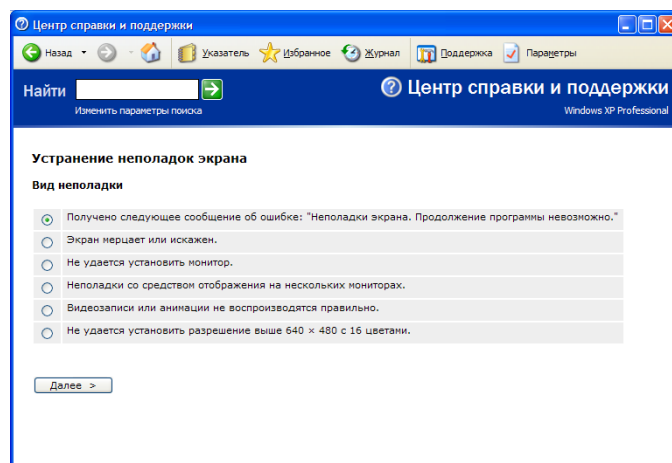 Центр справки и поддержки
Назад Указатель Избранное Журнал Поддержка Параметры
Найти Центр справки и поддержки
Изменить параметры поиска Windows XP Professional
Устранение неполадок экрана
Вид неполадки
Получено следующее сообщение об ошибке: "Неполадки экрана. Продолжение программы невозможно."
Экран мерцает или искажен.
Не удается установить монитор.
Неполадки со средством отображения на нескольких мониторах.
Видеозаписи или анимации не воспроизводятся правильно.
Не удается установить разрешение выше 640 × 480 с 16 цветами.
Далее >